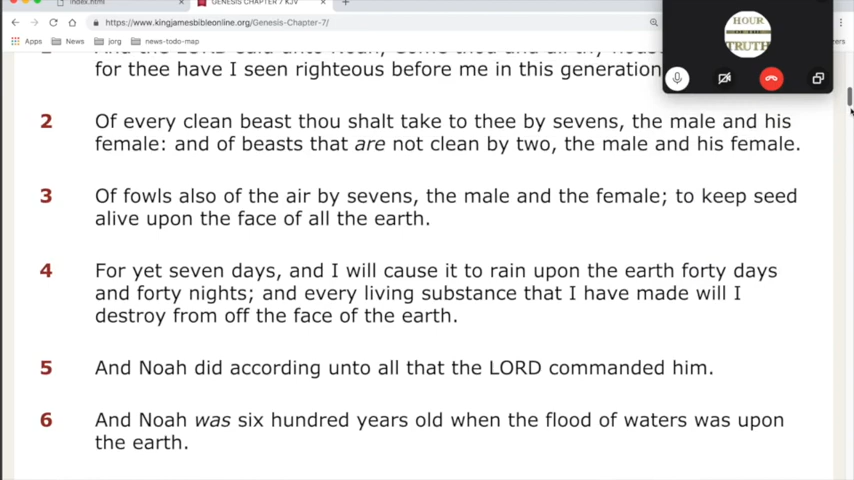 index.html
GENESIS CHAPTER 7 KJV
https://www.kingjamesbibleonline.org/Genesis-Chapter-7/
Apps News jorg news-todo-map
HOUR
TRUTH
for thee have I seen righteous before me in this generation
2 Of every clean beast thou shalt take to thee by sevens, the male and his
female: and of beasts that are not clean by two, the male and his female.
3 Of fowls also of the air by sevens, the male and the female; to keep seed
alive upon the face of all the earth.
4 For yet seven days, and I will cause it to rain upon the earth forty days
and forty nights; and every living substance that I have made will I
destroy from off the face of the earth.
5 And Noah did according unto all that the LORD commanded him.
6 And Noah was six hundred years old when the flood of waters was upon
the earth.